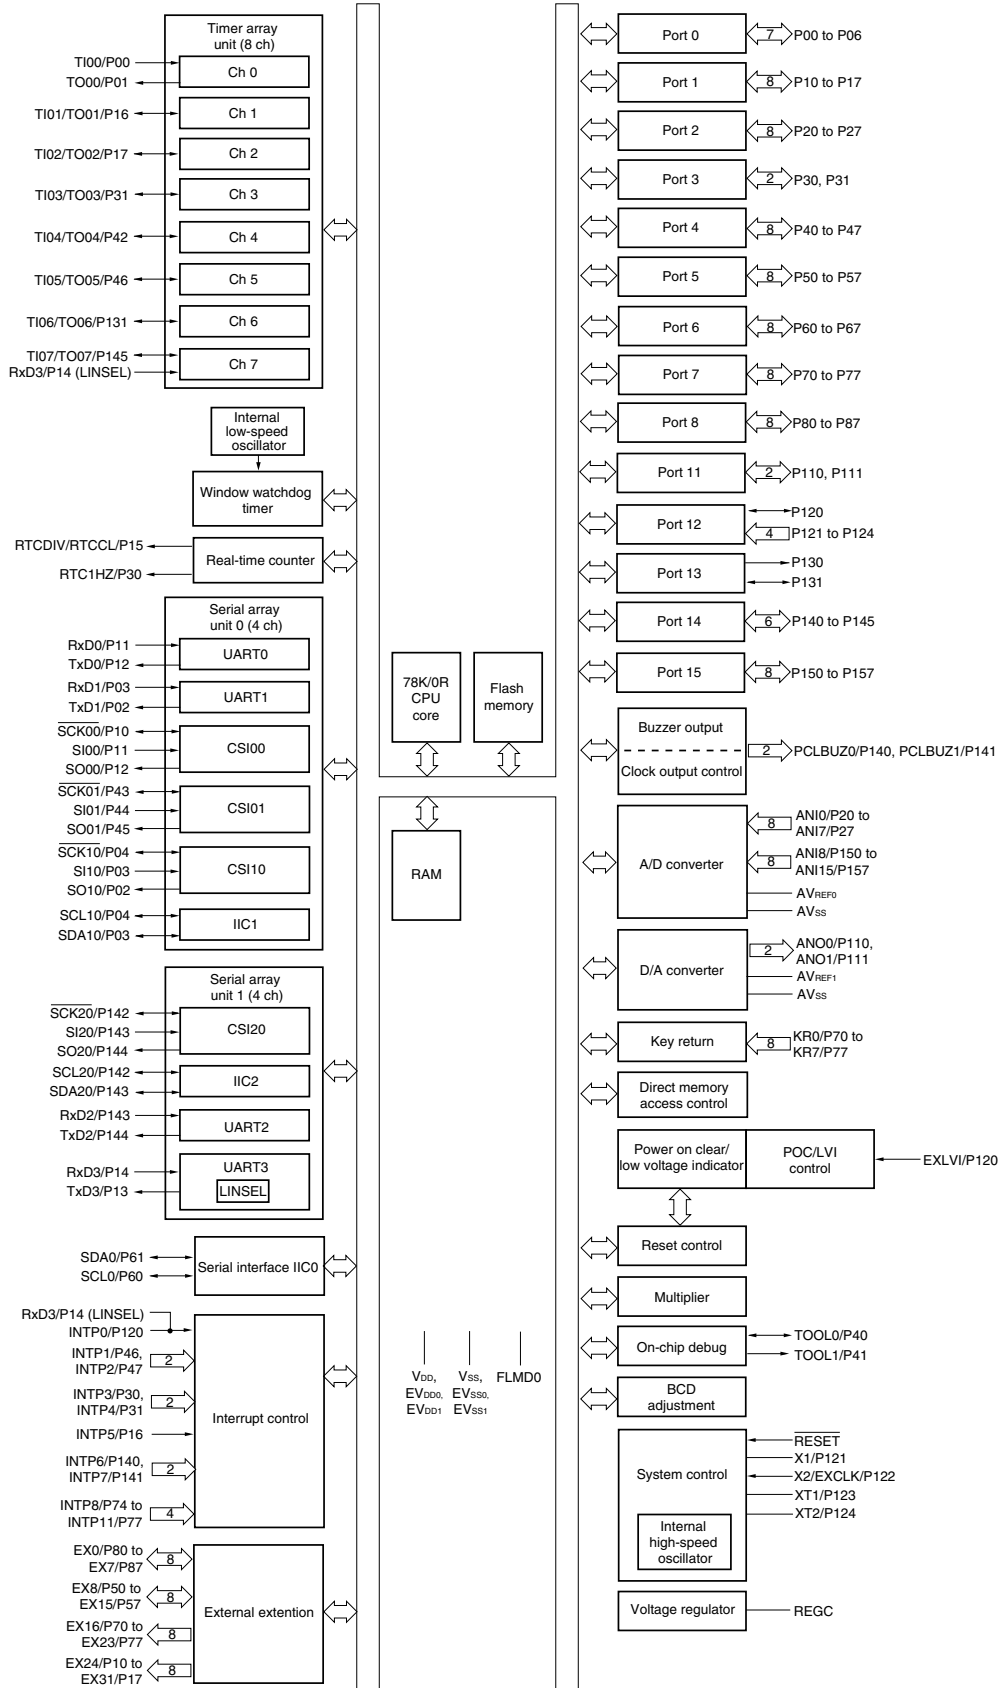 Timer array
unit (8 ch)
TI00/P00
TO00/P01
Ch 0
TI01/TO01/P16
Ch 1
TI02/TO02/P17
Ch 2
TI03/TO03/P31
Ch 3
TI04/TO04/P42
Ch 4
TI05/TO05/P46
Ch 5
TI06/TO06/P131
Ch 6
TI07/TO07/P145
RxD3/P14 (LINSEL)
Ch 7
Internal
low-speed
oscillator
Window watchdog
timer
RTCDIV/RTCCL/P15
RTC1HZ/P30
Real-time counter
Serial array
unit 0 (4 ch)
RxD0/P11
TxD0/P12
UART0
RxD1/P03
TxD1/P02
UART1
SCK00/P10
SI00/P11
SO00/P12
CSI00
SCK01/P43
SI01/P44
SO01/P45
CSI01
SCK10/P04
SI10/P03
SO10/P02
CSI10
SCL10/P04
SDA10/P03
IIC1
Serial array
unit 1 (4 ch)
SCK20/P142
SI20/P143
SO20/P144
CSI20
SCL20/P142
SDA20/P143
IIC2
RxD2/P143
TxD2/P144
UART2
RxD3/P14
TxD3/P13
UART3
LINSEL
SDA0/P61
SCL0/P60
Serial interface IIC0
RxD3/P14 (LINSEL)
INTP0/P120
INTP1/P46,
INTP2/P47
2
INTP3/P30,
INTP4/P31
2
INTP5/P16
INTP6/P140,
INTP7/P141
2
INTP8/P74 to
INTP11/P77
4
Interrupt control
EX0/P80 to
EX7/P87
8
EX8/P50 to
EX15/P57
8
EX16/P70 to
EX23/P77
8
EX24/P10 to
EX31/P17
8
External extention
78K/0R
CPU
core
Flash
memory
RAM
VDD,
EVDD0,
EVDD1
VSS,
EVSS0,
EVSS1
FLMD0
Port 0
7
P00 to P06
Port 1
8
P10 to P17
Port 2
8
P20 to P27
Port 3
2
P30, P31
Port 4
8
P40 to P47
Port 5
8
P50 to P57
Port 6
8
P60 to P67
Port 7
8
P70 to P77
Port 8
8
P80 to P87
Port 11
2
P110, P111
Port 12
P120
4
P121 to P124
Port 13
P130
P131
Port 14
6
P140 to P145
Port 15
8
P150 to P157
Buzzer output
Clock output control
2
PCLBUZ0/P140, PCLBUZ1/P141
A/D converter
8
ANI0/P20 to
ANI7/P27
8
ANI8/P150 to
ANI15/P157
AVREF0
AVSS
D/A converter
2
ANO0/P110,
ANO1/P111
AVREF1
AVSS
Key return
8
KR0/P70 to
KR7/P77
Direct memory
access control
Power on clear/
low voltage indicator
POC/LVI
control
EXLVI/P120
Reset control
Multiplier
On-chip debug
TOOL0/P40
TOOL1/P41
BCD
adjustment
System control
RESET
X1/P121
X2/EXCLK/P122
XT1/P123
XT2/P124
Internal
high-speed
oscillator
Voltage regulator
REGC